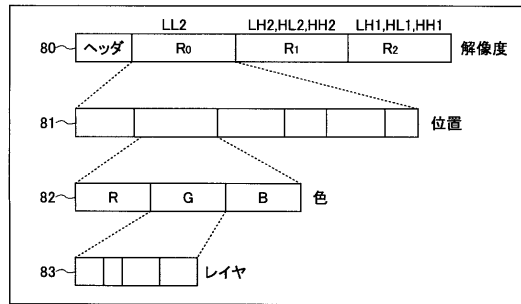 LL2 LH2,HL2,HH2 LH1,HL1,HH1
80 ヘッダ R0 R1 R2 解像度
81 位置
82 R G B 色
83 レイヤ